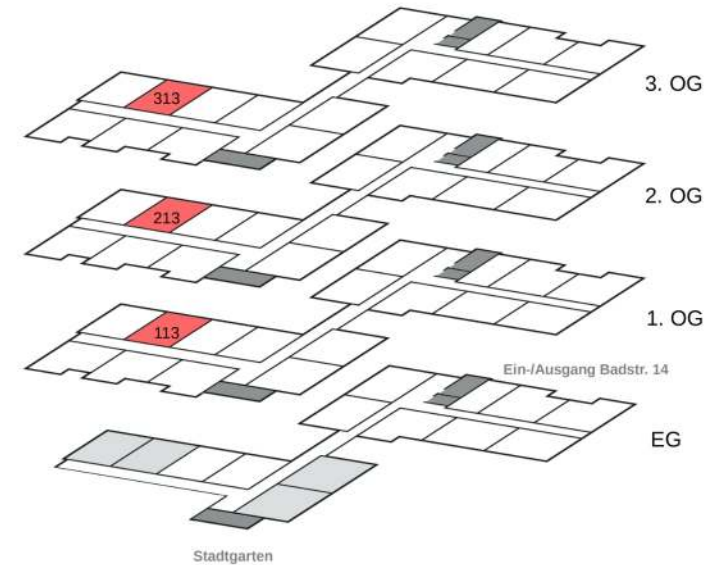 3. OG
313
2. OG
213
1. OG
113
Ein-/Ausgang Badstr. 14
EG
Stadtgarten